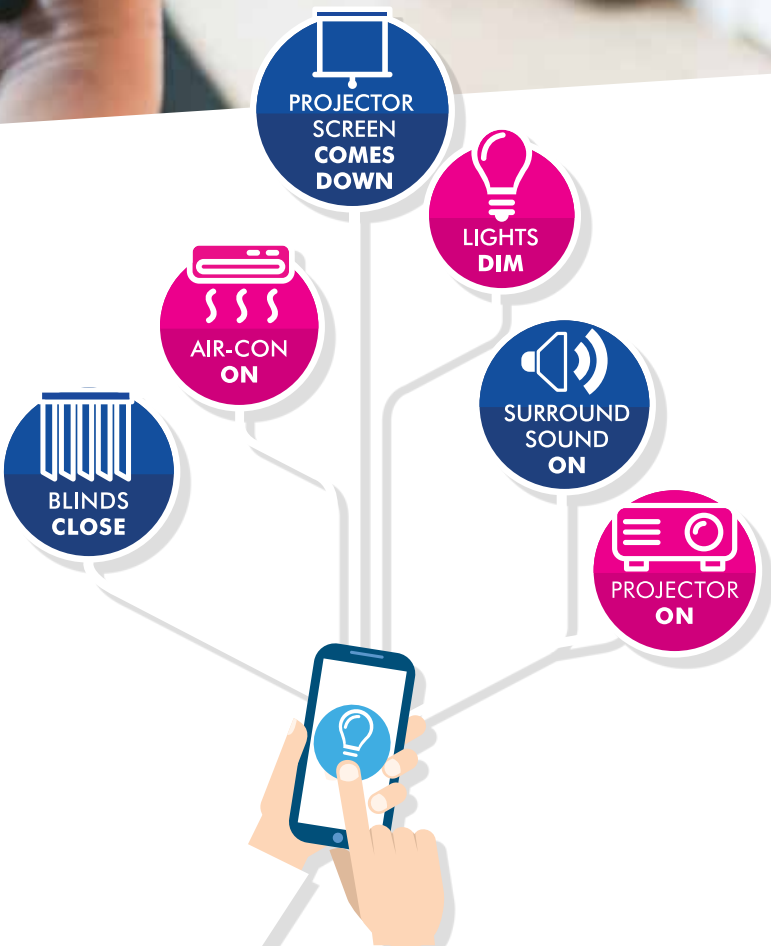 PROJECTOR
SCREEN
COMES
DOWN
LIGHTS
DIM
AIR-CON
ON
SURROUND
SOUND
ON
BLINDS
CLOSE
PROJECTOR
ON